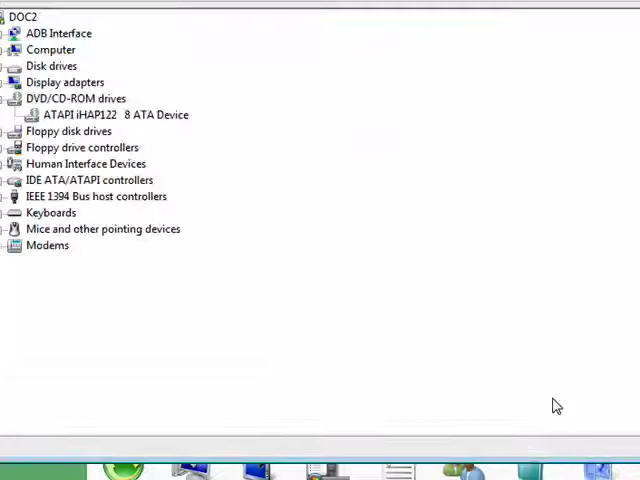 DOC2
ADB Interface
Computer
Disk drives
Display adapters
DVD/CD-ROM drives
ATAPI iHAP122 8 ATA Device
Floppy disk drives
Floppy drive controllers
Human Interface Devices
IDE ATA/ATAPI controllers
IEEE 1394 Bus host controllers
Keyboards
Mice and other pointing devices
Modems